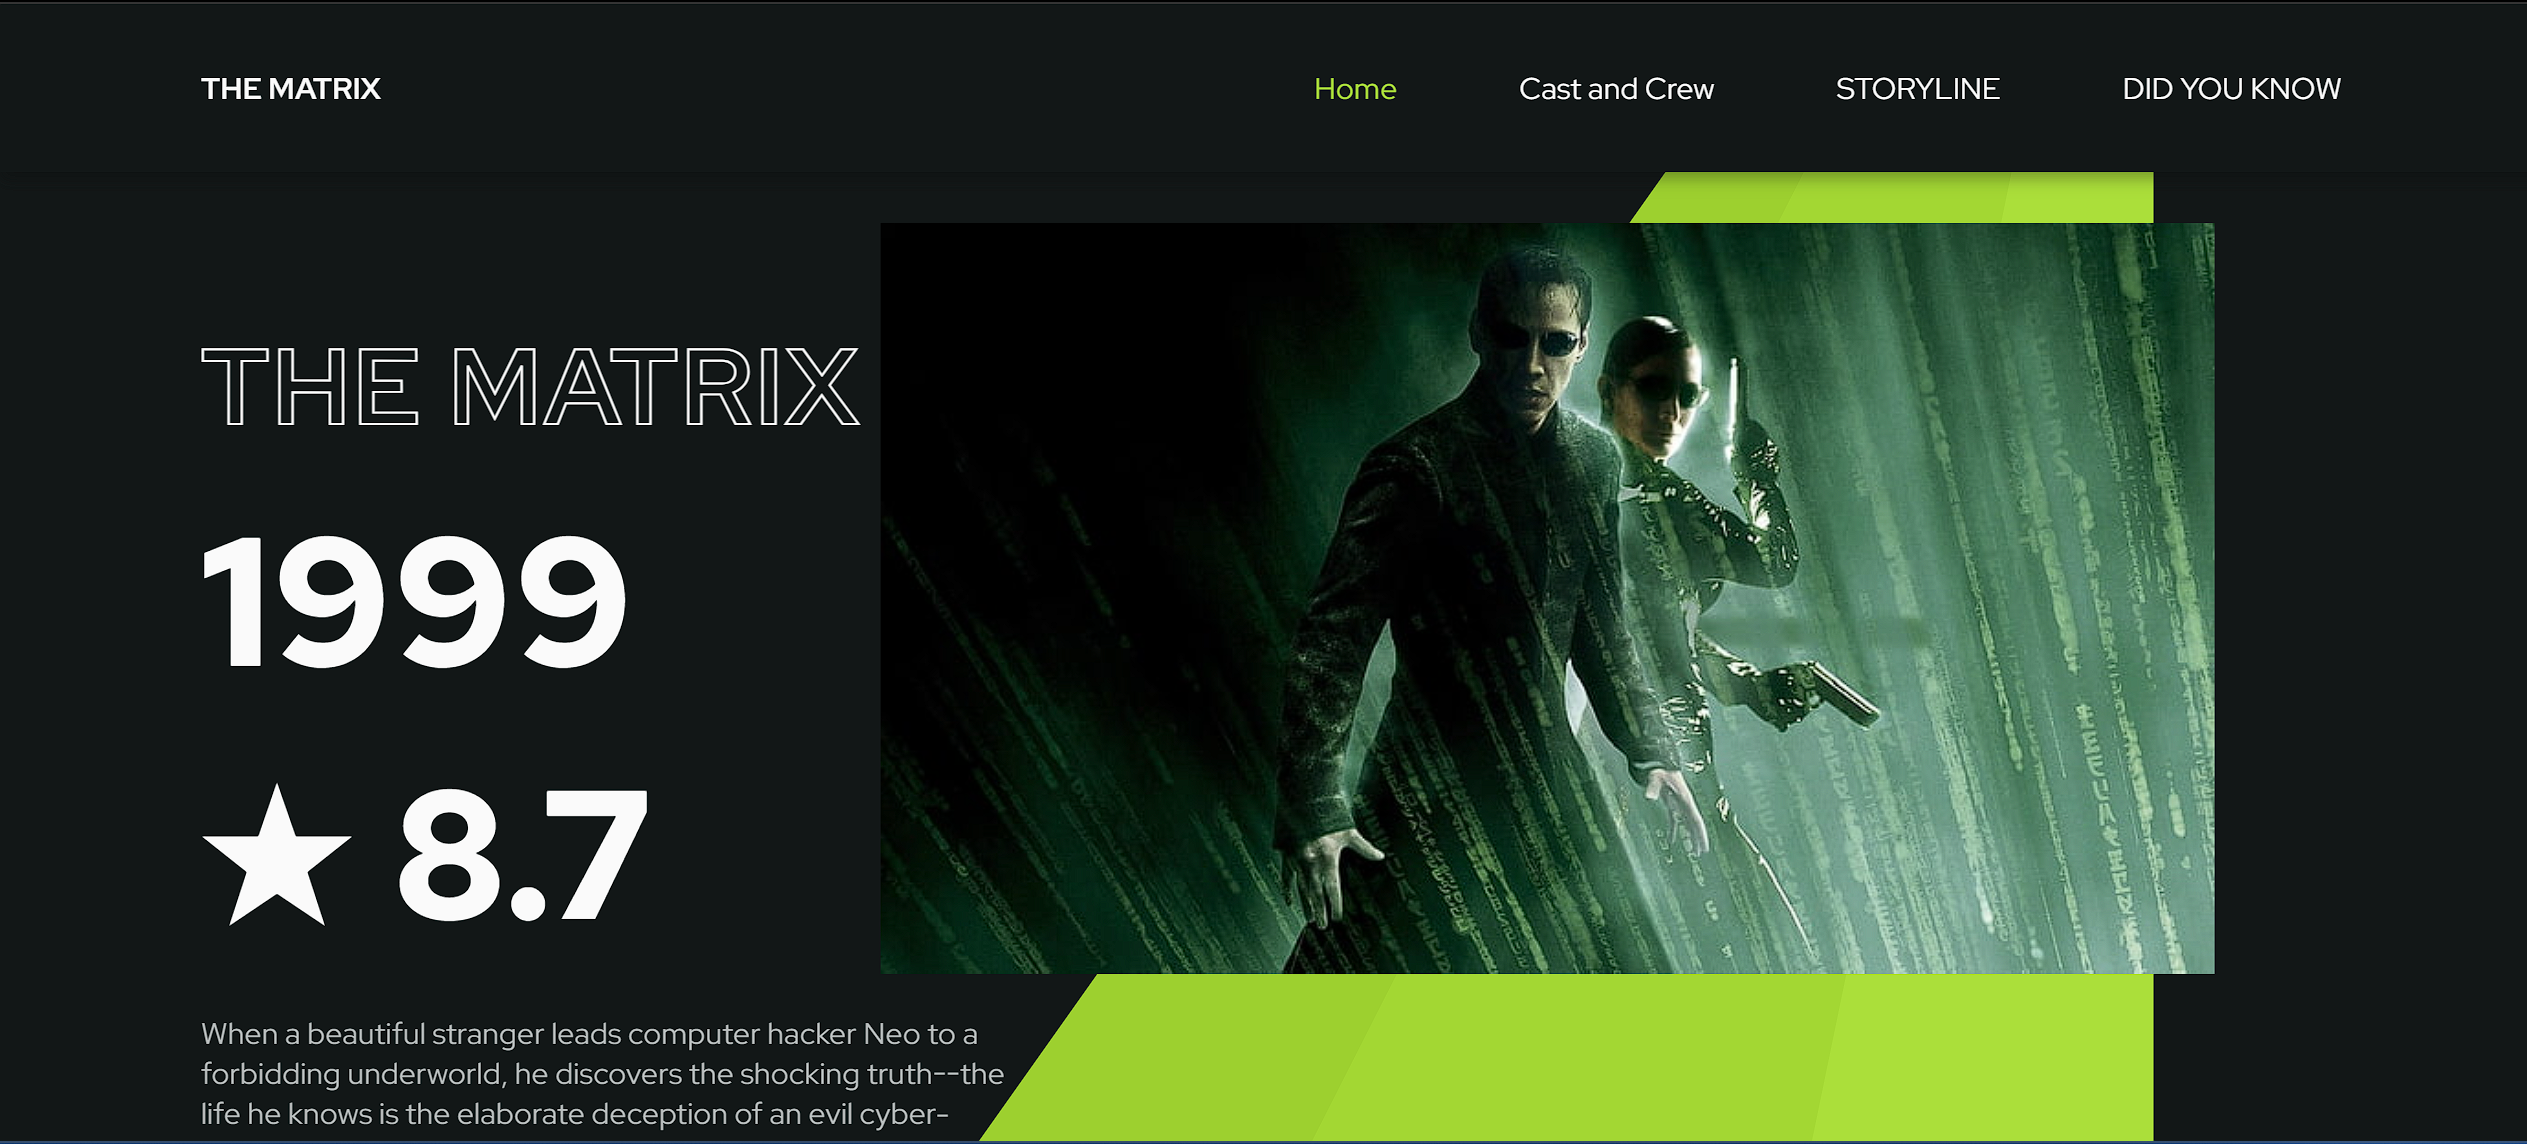 THE MATRIX
Home
Cast and Crew
STORYLINE
DID YOU KNOW
THE MATRIX
1999
8.7
When a beautiful stranger leads computer hacker Neo to a
forbidding underworld, he discovers the shocking truth--the
life he knows is the elaborate deception of an evil cyber-